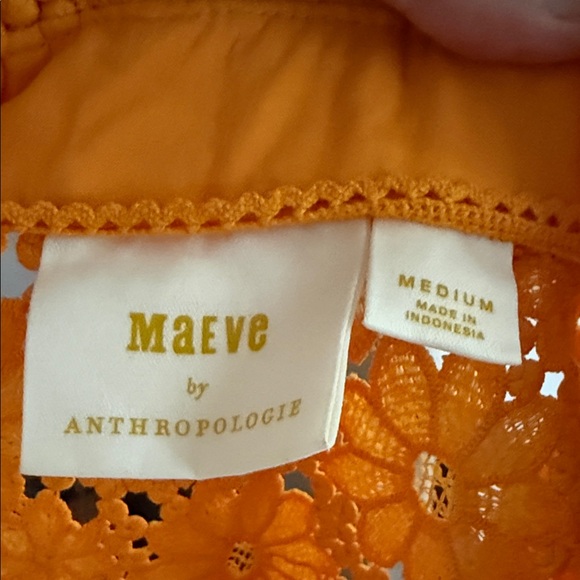 MaEve
by
ANTHROPOLOGIE
MEDIUM
MADE IN
INDONESIA